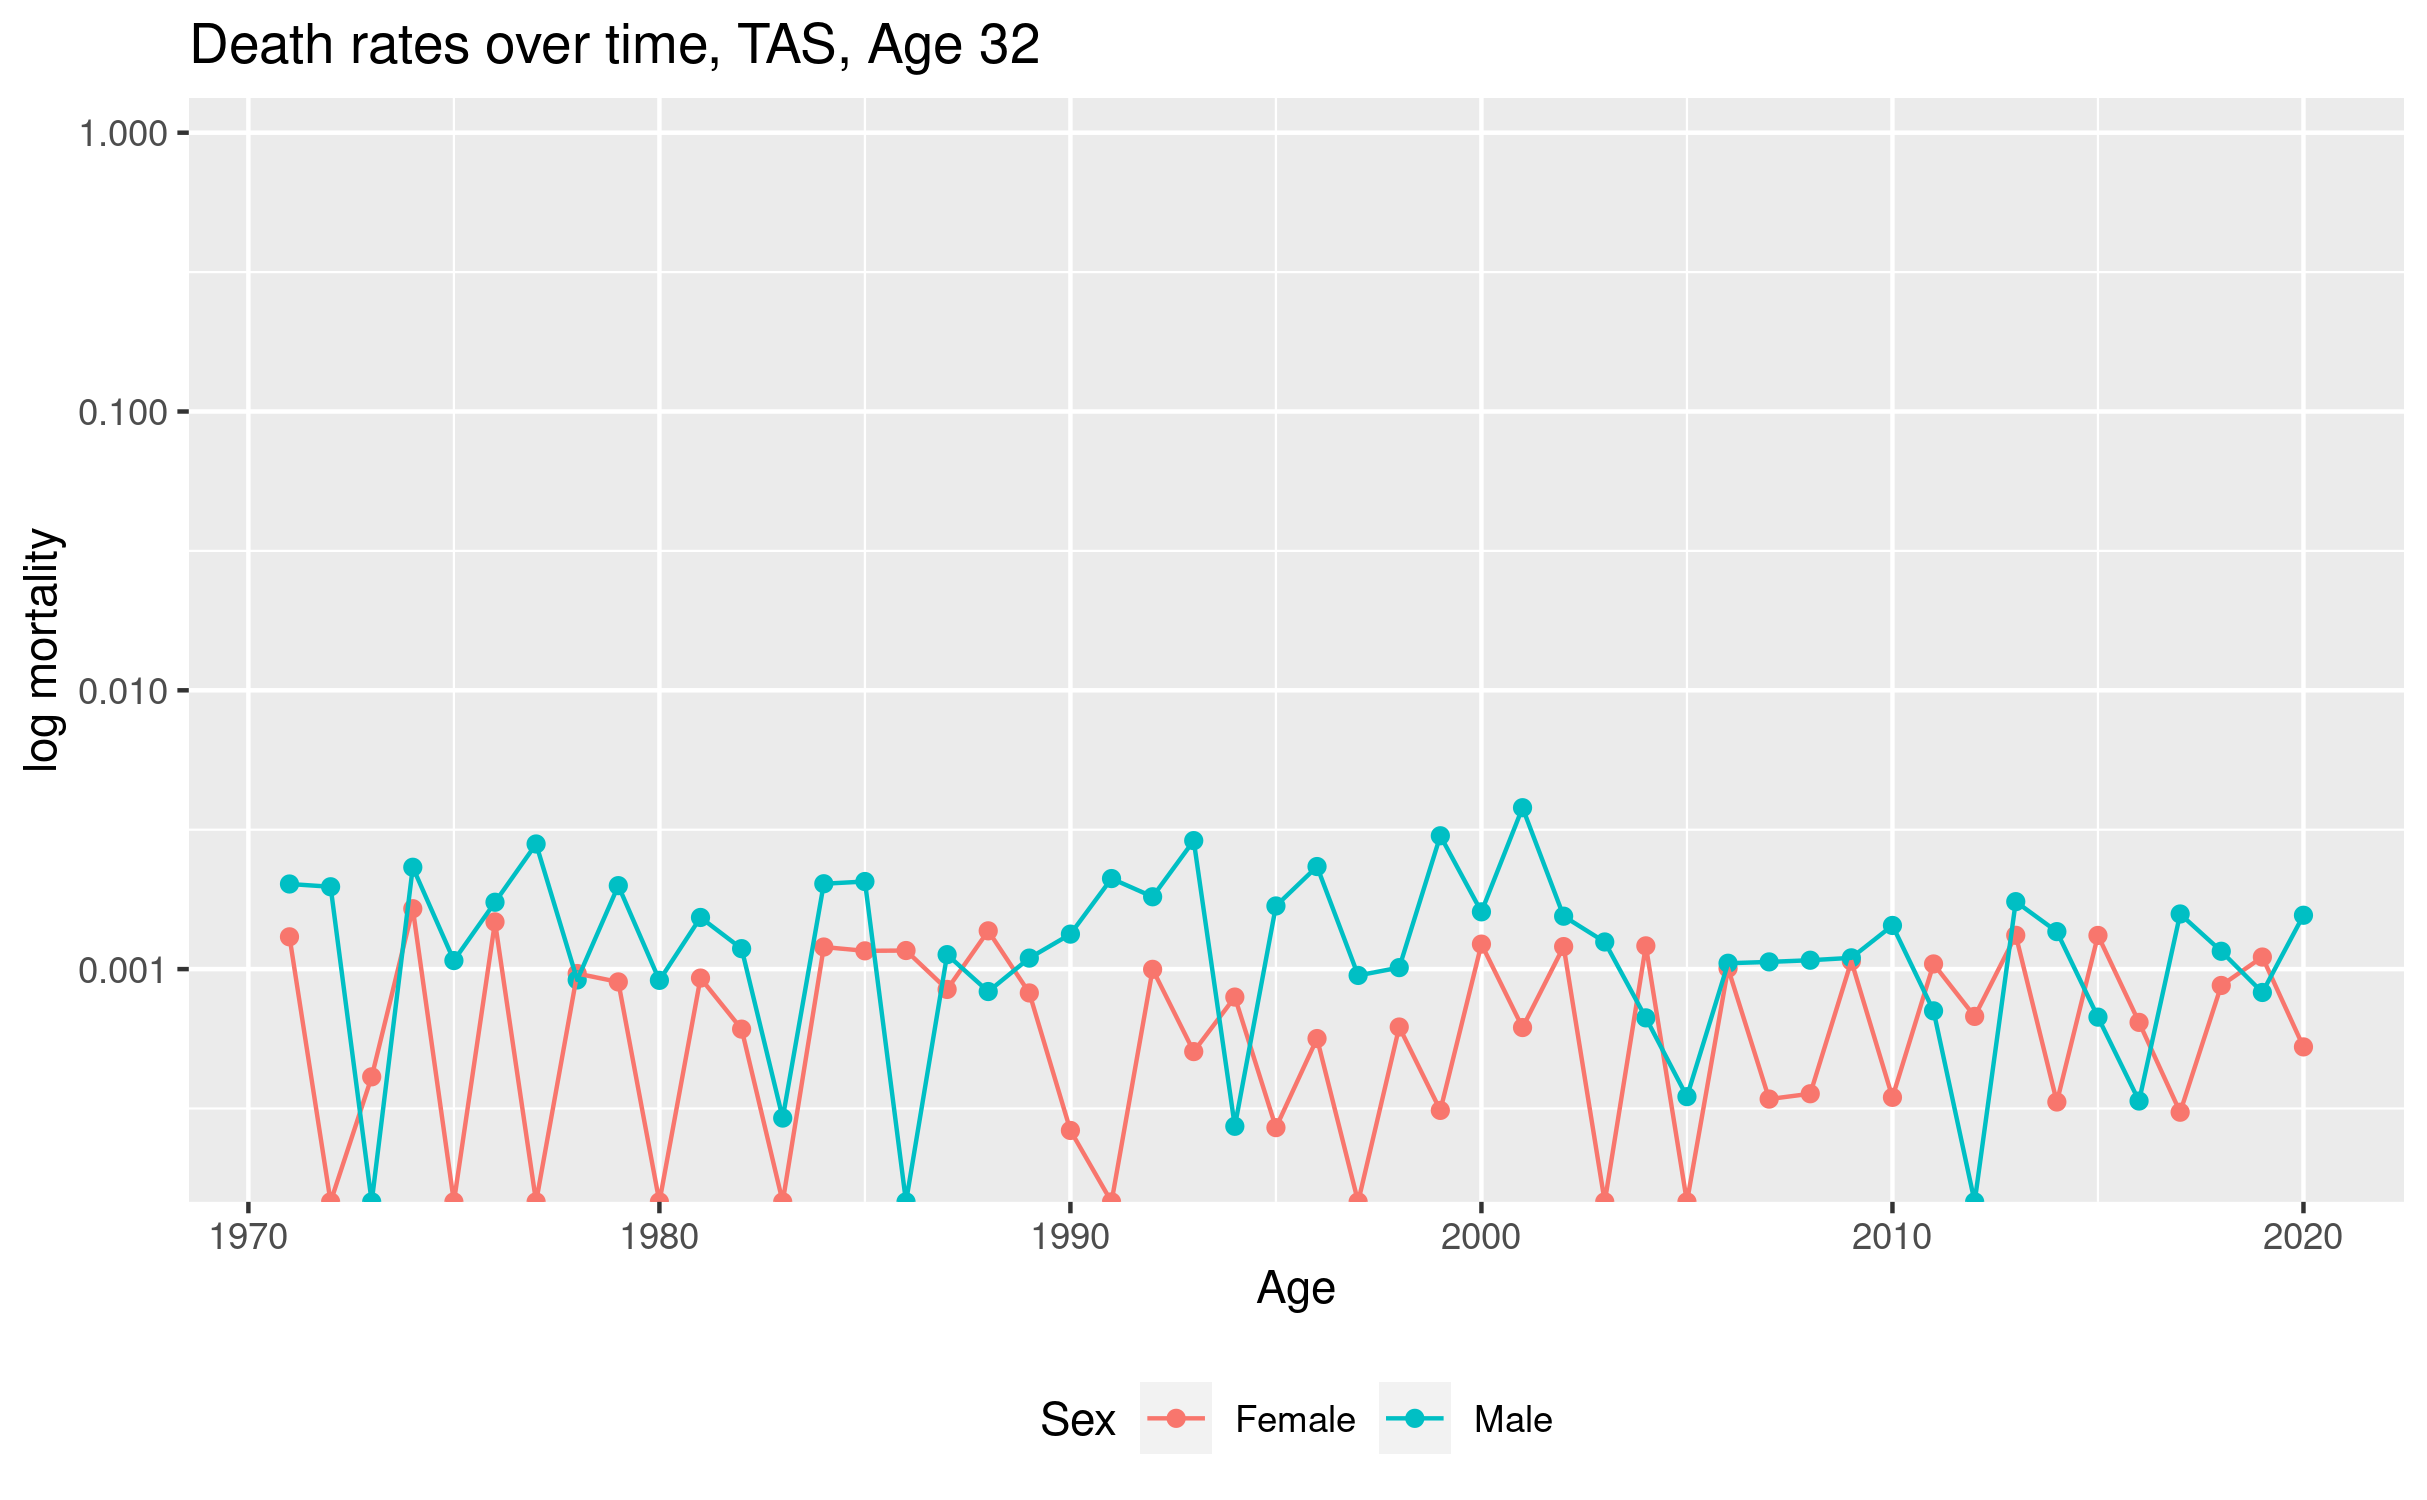 Death rates over time, TAS, Age 32
1.000
0.100
0.010
0.001
log mortality
1970 1980 1990 2000 2010 2020
Age
Sex Female Male